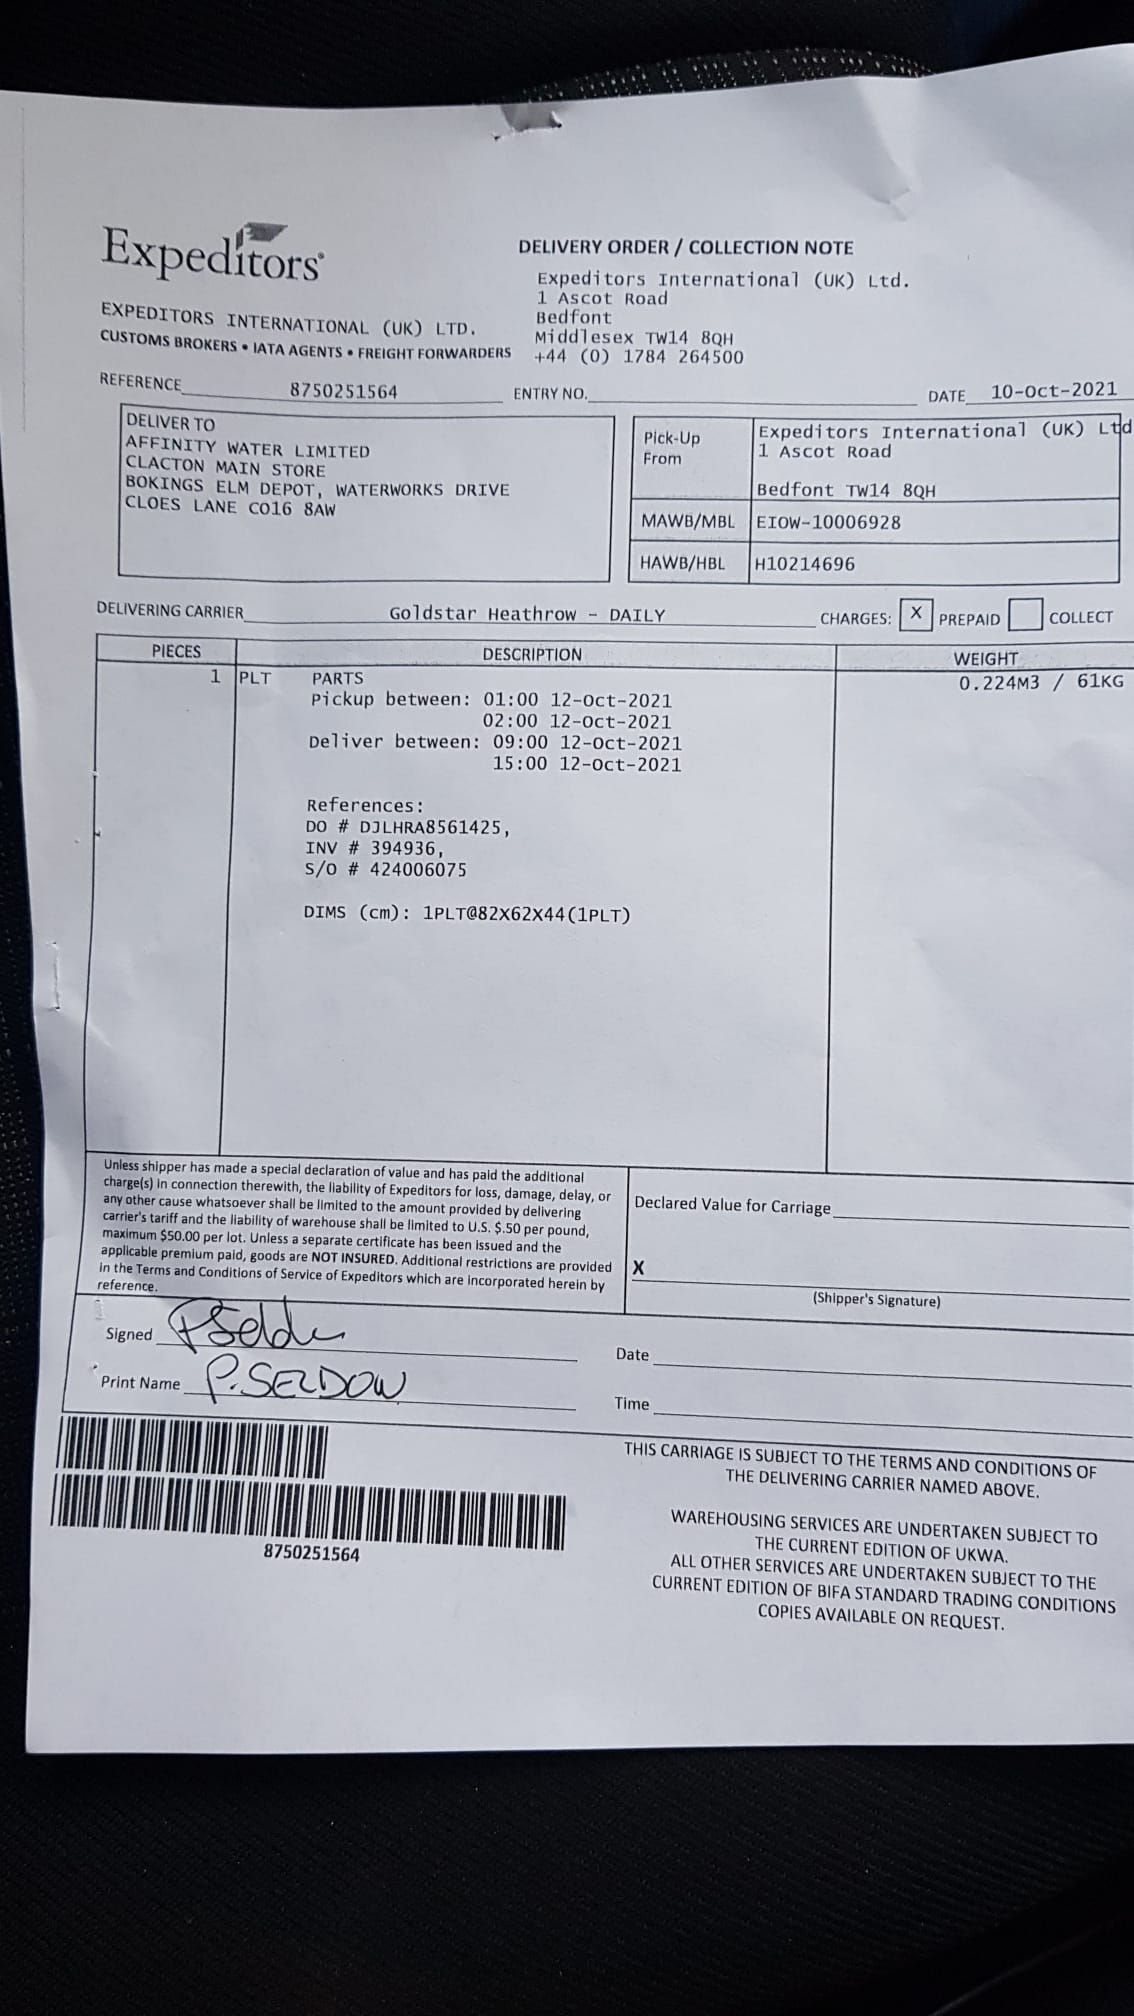 Expeditors®
EXPEDITORS INTERNATIONAL (UK) LTD.
CUSTOMS BROKERS • IATA AGENTS • FREIGHT FORWARDERS
DELIVERY ORDER / COLLECTION NOTE
Expeditors International (UK) Ltd.
1 Ascot Road
Bedfont
Middlesex TW14 8QH
+44 (0) 1784 264500
REFERENCE 8750251564 ENTRY NO. DATE 10-Oct-2021
DELIVER TO
AFFINITY WATER LIMITED
CLACTON MAIN STORE
BOKINGS ELM DEPOT, WATERWORKS DRIVE
CLOES LANE CO16 8AW
Pick-Up From
Expeditors International (UK) Ltd
1 Ascot Road
Bedfont TW14 8QH
MAWB/MBL EIOW-10006928
HAWB/HBL H10214696
DELIVERING CARRIER Goldstar Heathrow - DAILY CHARGES: X PREPAID COLLECT
PIECES DESCRIPTION WEIGHT
1 PLT PARTS 0.224M3 / 61KG
Pickup between: 01:00 12-Oct-2021
02:00 12-Oct-2021
Deliver between: 09:00 12-Oct-2021
15:00 12-Oct-2021
References:
DO # DJLHRA8561425,
INV # 394936,
S/O # 424006075
DIMS (cm): 1PLT@82X62X44(1PLT)
Unless shipper has made a special declaration of value and has paid the additional
charge(s) in connection therewith, the liability of Expeditors for loss, damage, delay, or
any other cause whatsoever shall be limited to the amount provided by delivering
carrier's tariff and the liability of warehouse shall be limited to U.S. $.50 per pound,
maximum $50.00 per lot. Unless a separate certificate has been issued and the
applicable premium paid, goods are NOT INSURED. Additional restrictions are provided
in the Terms and Conditions of Service of Expeditors which are incorporated herein by
reference.
Declared Value for Carriage
X
(Shipper's Signature)
Signed
Print Name P. SELDOW
Date
Time
8750251564
THIS CARRIAGE IS SUBJECT TO THE TERMS AND CONDITIONS OF
THE DELIVERING CARRIER NAMED ABOVE.
WAREHOUSING SERVICES ARE UNDERTAKEN SUBJECT TO
THE CURRENT EDITION OF UKWA.
ALL OTHER SERVICES ARE UNDERTAKEN SUBJECT TO THE
CURRENT EDITION OF BIFA STANDARD TRADING CONDITIONS
COPIES AVAILABLE ON REQUEST.